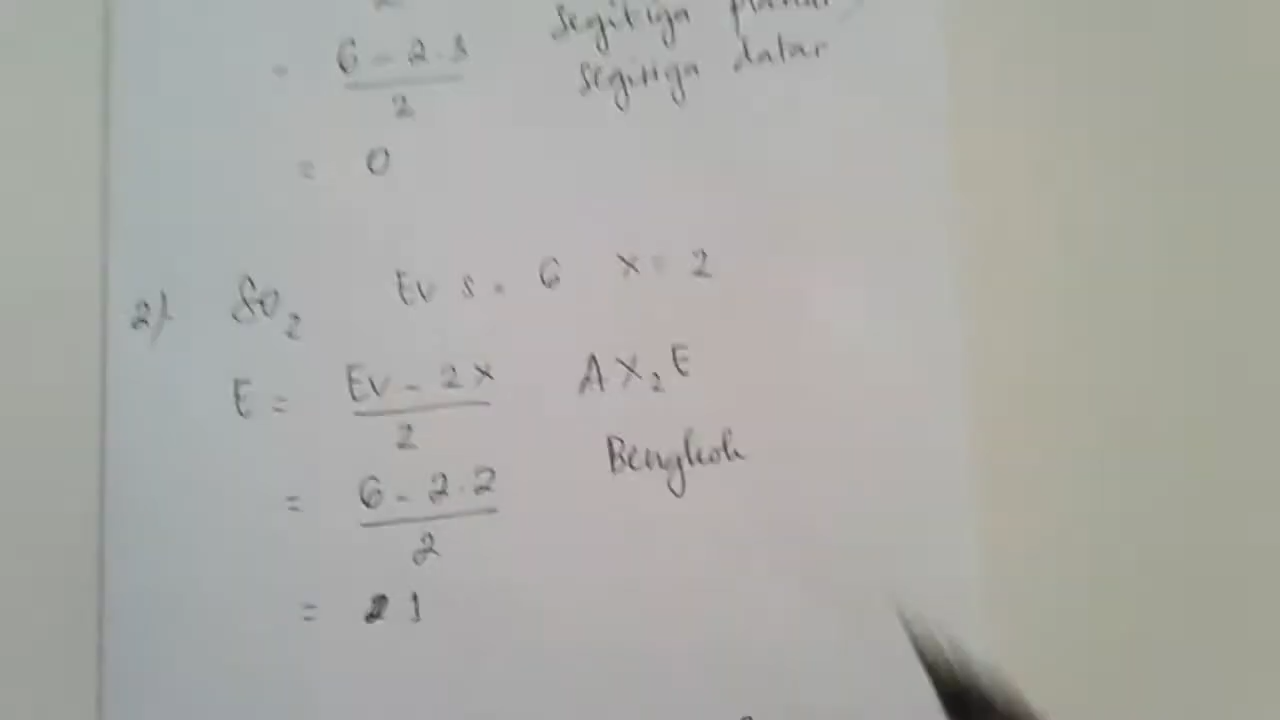 Segitiga planar
= 6 - 2.3 Segitiga datar
2
= 0
2) SO2 Ev S = 6 x = 2
E = Ev - 2x AX2E
2
Bengkok
= 6 - 2.2
2
= 1